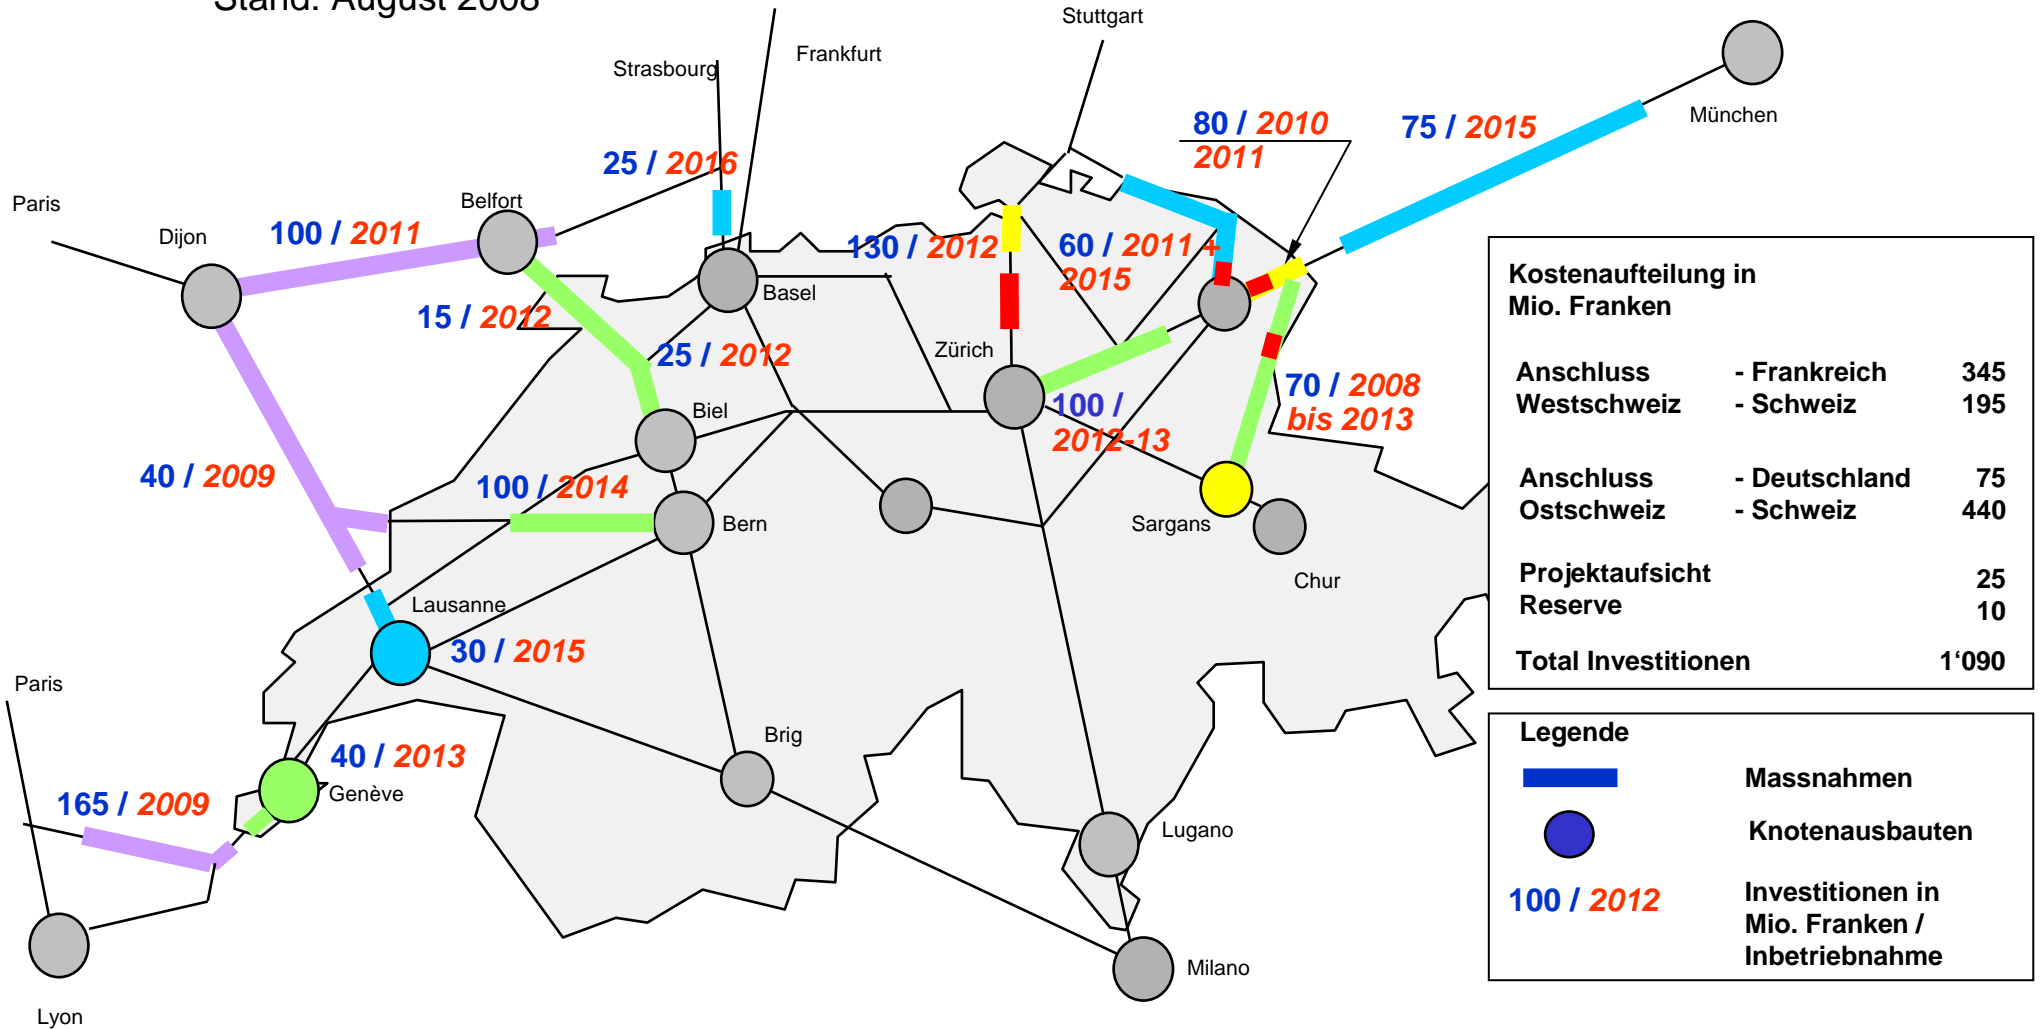 Stand: August 2008
Stuttgart
Frankfurt
Strasbourg
München
80 / 2010
2011
75 / 2015
25 / 2016
Belfort
Paris
Dijon
100 / 2011
130 / 2012
60 / 2011 +
2015
Basel
15 / 2012
25 / 2012
Zürich
70 / 2008
bis 2013
100 /
2012-13
Biel
40 / 2009
100 / 2014
Bern
Sargans
Chur
Lausanne
30 / 2015
Paris
Brig
40 / 2013
Genève
165 / 2009
Lugano
Milano
Lyon
Kostenaufteilung in
Mio. Franken
Anschluss - Frankreich 345
Westschweiz - Schweiz 195
Anschluss - Deutschland 75
Ostschweiz - Schweiz 440
Projektaufsicht 25
Reserve 10
Total Investitionen 1‘090
Legende
Massnahmen
Knotenausbauten
100 / 2012 Investitionen in
Mio. Franken /
Inbetriebnahme